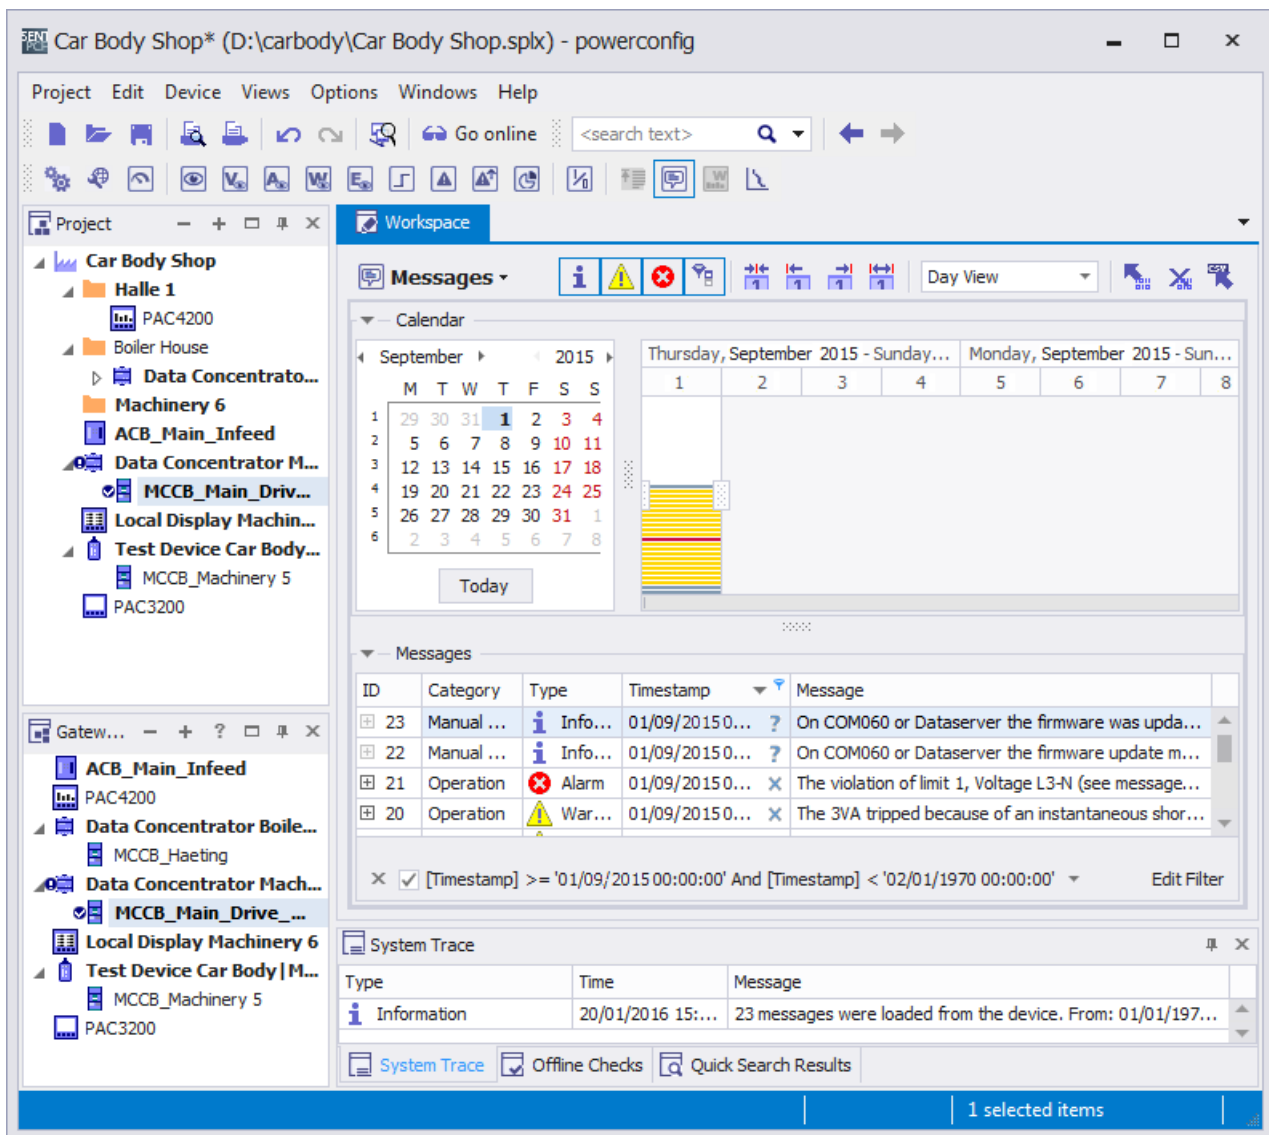 Car Body Shop* (D:\carbody\Car Body Shop.splx) - powerconfig
Project Edit Device Views Options Windows Help
Go online <search text>
Project
Workspace
Car Body Shop
Halle 1
PAC4200
Boiler House
Data Concentrato...
Machinery 6
ACB_Main_Infeed
Data Concentrator M...
MCCB_Main_Driv...
Local Display Machin...
Test Device Car Body...
MCCB_Machinery 5
PAC3200
Messages
Day View
Calendar
September 2015
M T W T F S S
1 29 30 31 1 2 3 4
2 5 6 7 8 9 10 11
3 12 13 14 15 16 17 18
4 19 20 21 22 23 24 25
5 26 27 28 29 30 31 1
6 2 3 4 5 6 7 8
Today
Thursday, September 2015 - Sunday... Monday, September 2015 - Sun...
1 2 3 4 5 6 7 8
Messages
ID Category Type Timestamp Message
23 Manual ... Info... 01/09/2015 0... ? On COM060 or Dataserver the firmware was upda...
22 Manual ... Info... 01/09/2015 0... ? On COM060 or Dataserver the firmware update m...
21 Operation Alarm 01/09/2015 0... The violation of limit 1, Voltage L3-N (see message...
20 Operation War... 01/09/2015 0... The 3VA tripped because of an instantaneous shor...
[Timestamp] >= '01/09/2015 00:00:00' And [Timestamp] < '02/01/1970 00:00:00' Edit Filter
Gatew...
ACB_Main_Infeed
PAC4200
Data Concentrator Boile...
MCCB_Haeting
Data Concentrator Mach...
MCCB_Main_Drive_...
Local Display Machinery 6
Test Device Car Body|M...
MCCB_Machinery 5
PAC3200
System Trace
Type Time Message
Information 20/01/2016 15:... 23 messages were loaded from the device. From: 01/01/197...
System Trace Offline Checks Quick Search Results
1 selected items